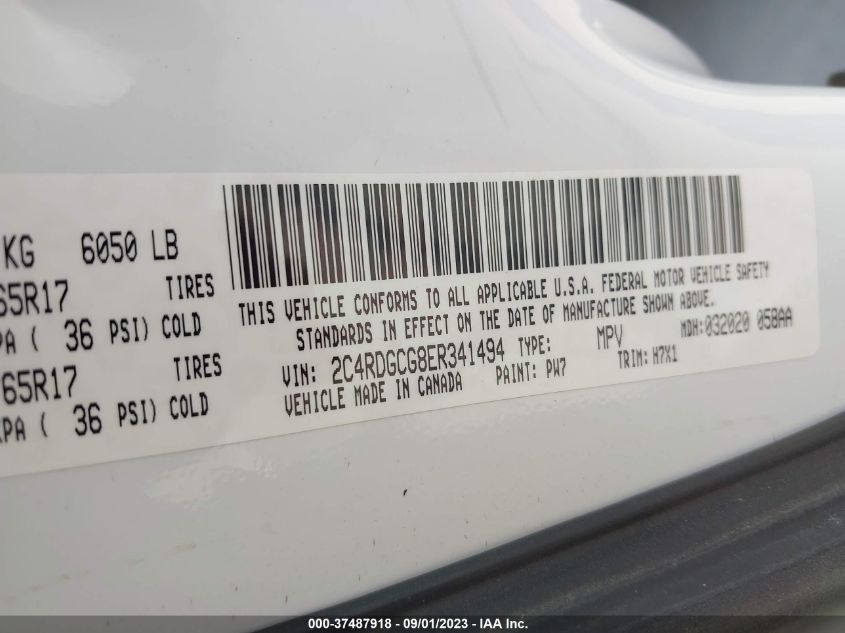 KG 6050 LB
65R17 TIRES
PA ( 36 PSI) COLD
65R17 TIRES
KPA ( 36 PSI) COLD
THIS VEHICLE CONFORMS TO ALL APPLICABLE U.S.A. FEDERAL MOTOR VEHICLE SAFETY
STANDARDS IN EFFECT ON THE DATE OF MANUFACTURE SHOWN ABOVE.
VIN: 2C4RDGCG8ER341494 TYPE: MPV MDH:032020 058AA
VEHICLE MADE IN CANADA PAINT: PW7 TRIM: H7X1
000-37487918 - 09/01/2023 - IAA Inc.